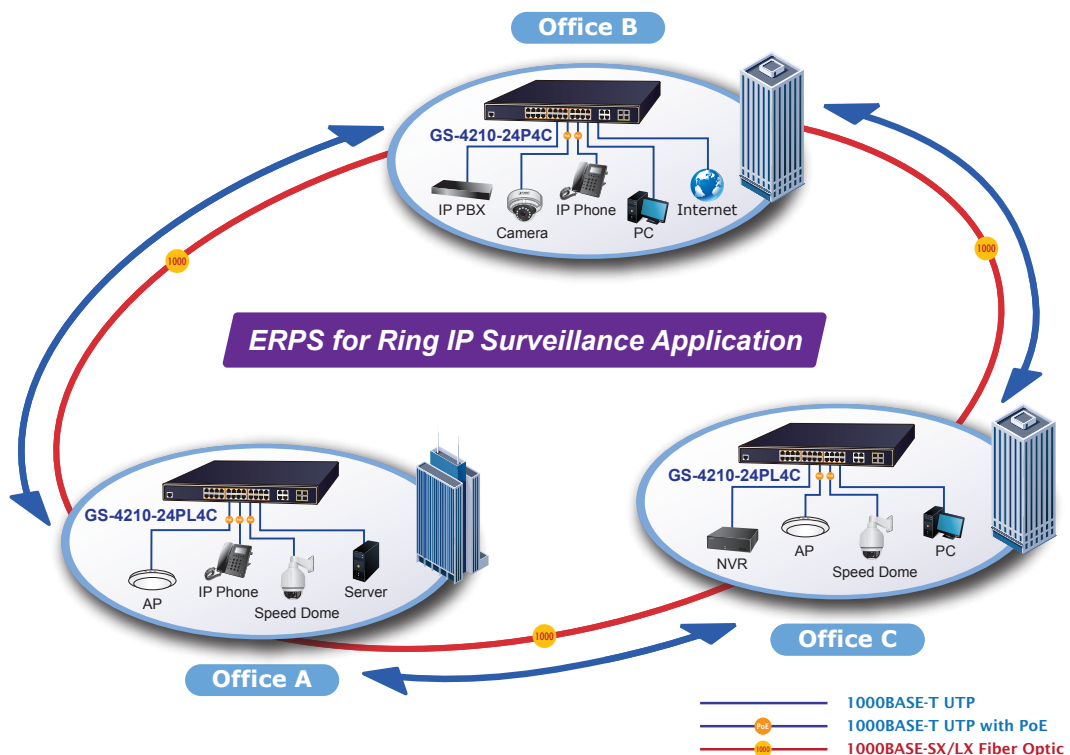 Office B
GS-4210-24P4C
IP PBX
Camera
IP Phone
PC
Internet
1000
1000
ERPS for Ring IP Surveillance Application
GS-4210-24PL4C
AP
IP Phone
Speed Dome
Server
Office A
GS-4210-24PL4C
NVR
AP
Speed Dome
PC
Office C
1000
1000BASE-T UTP
PoE
1000BASE-T UTP with PoE
1000
1000BASE-SX/LX Fiber Optic